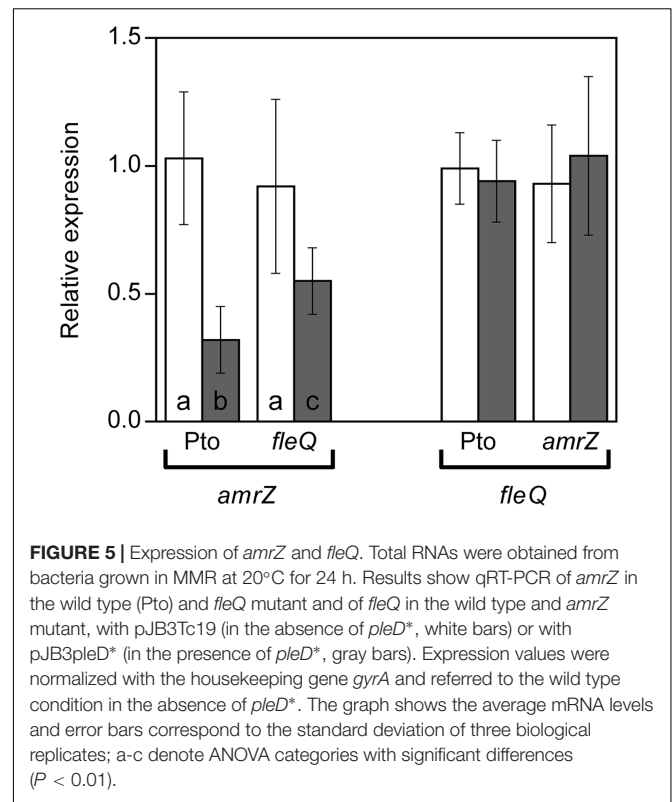 1.5
1.0
0.5
0.0
Relative expression
a b a c
Pto fleQ Pto amrZ
amrZ fleQ
FIGURE 5 | Expression of amrZ and fleQ. Total RNAs were obtained from
bacteria grown in MMR at 20°C for 24 h. Results show qRT-PCR of amrZ in
the wild type (Pto) and fleQ mutant and of fleQ in the wild type and amrZ
mutant, with pJB3Tc19 (in the absence of pleD*, white bars) or with
pJB3pleD* (in the presence of pleD*, gray bars). Expression values were
normalized with the housekeeping gene gyrA and referred to the wild type
condition in the absence of pleD*. The graph shows the average mRNA levels
and error bars correspond to the standard deviation of three biological
replicates; a-c denote ANOVA categories with significant differences
(P < 0.01).